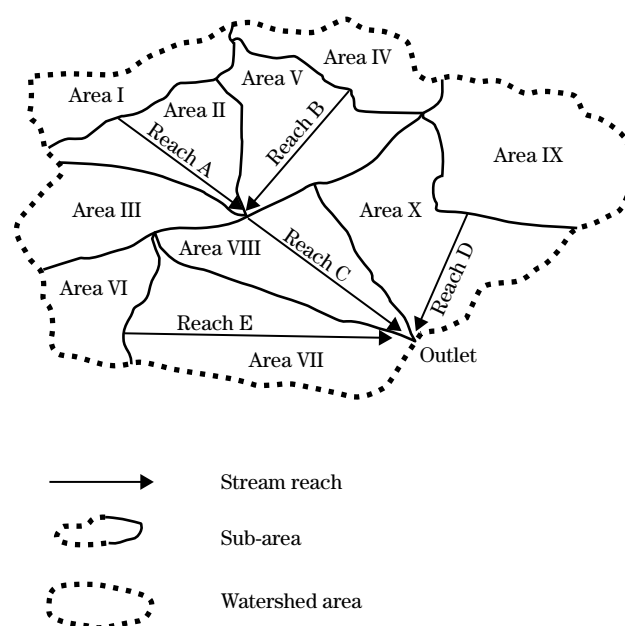 Area IV
Area V
Area I
Area II
Reach B
Reach A
Area IX
Area III
Area X
Area VIII
Reach C
Reach D
Area VI
Reach E
Area VII
Outlet
Stream reach
Sub-area
Watershed area